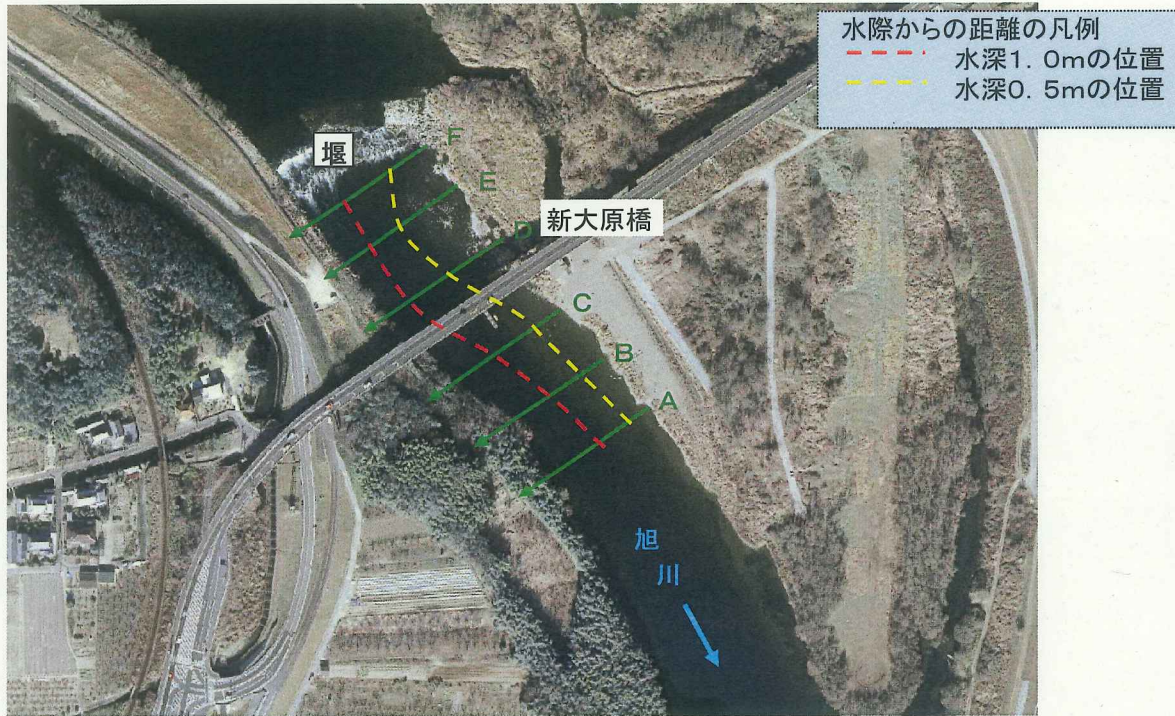 水際からの距離の凡例
水深1.0mの位置
水深0.5mの位置
堰
F
E
D
新大原橋
C
B
A
旭
川